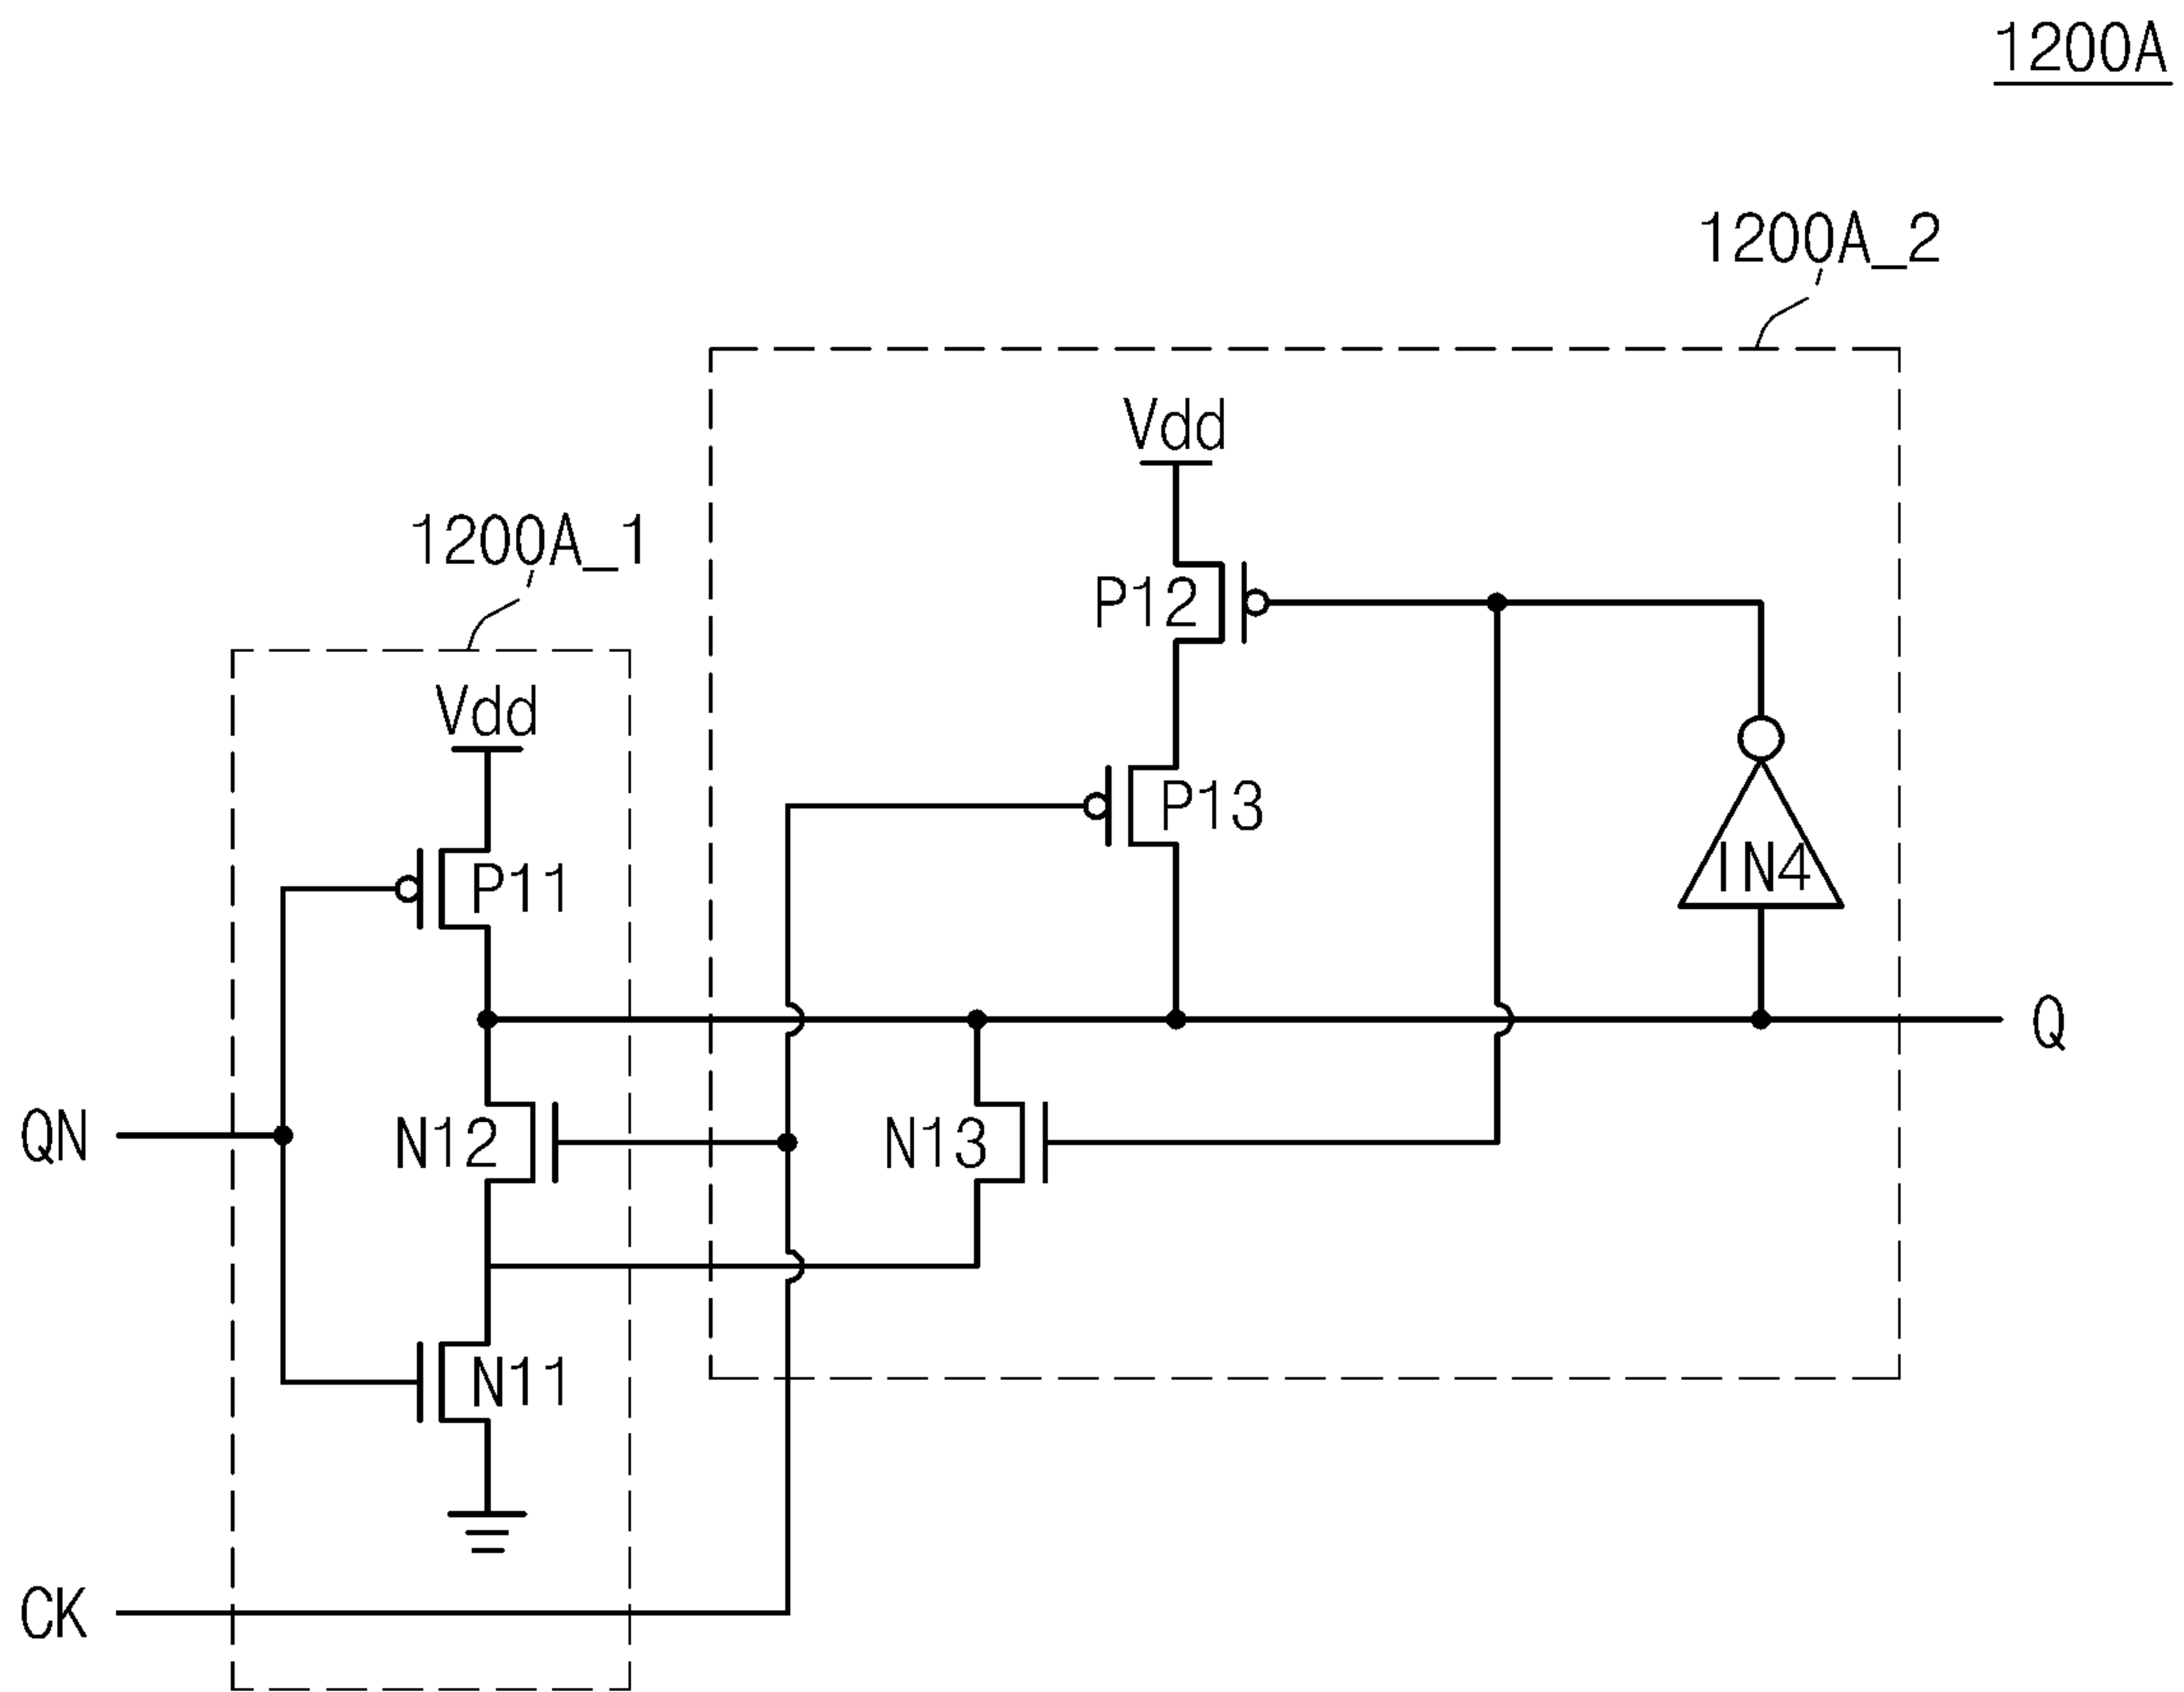 1200A
1200A_2
Vdd
1200A_1
P12
Vdd
P13
P11
IN4
Q
QN
N12
N13
N11
CK